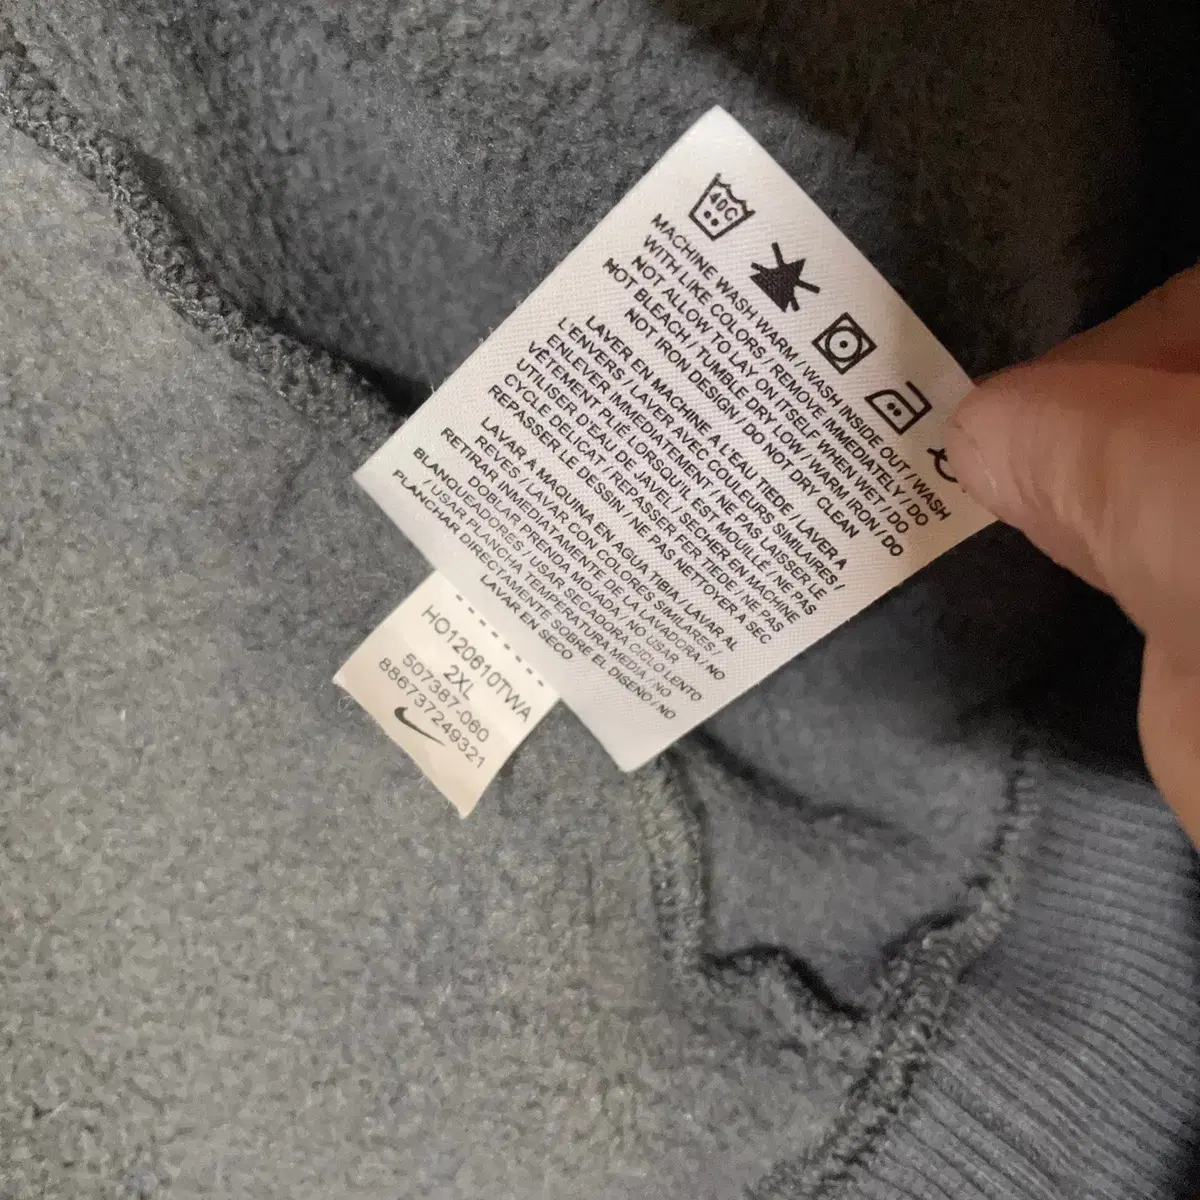 40C
MACHINE WASH WARM / WASH INSIDE OUT / WASH
WITH LIKE COLORS / REMOVE IMMEDIATELY / DO
NOT ALLOW TO LAY ON ITSELF WHEN WET / DO
NOT BLEACH / TUMBLE DRY LOW / WARM IRON / DO
NOT IRON DESIGN / DO NOT DRY CLEAN
LAVER EN MACHINE A L'EAU TIEDE / LAVER A
L'ENVERS / LAVER AVEC COULEURS SIMILAIRES /
ENLEVER IMMEDIATEMENT / NE PAS LAISSER LE
VÊTEMENT PLIÉ LORSQU'IL EST MOUILLÉ / NE PAS
UTILISER D'EAU DE JAVEL / SECHER EN MACHINE
CYCLE DELICAT / REPASSER FER TIEDE / NE PAS
REPASSER LE DESSIN / NE PAS NETTOYER A SEC
LAVAR A MAQUINA EN AGUA TIBIA / LAVAR AL
REVES / LAVAR CON COLORES SIMILARES /
RETIRAR INMEDIATAMENTE DE LA LAVADORA / NO
DOBLAR PRENDA MOJADA / NO USAR
BLANQUEADORES / USAR SECADORA CICLO LENTO
/ USAR PLANCHA TEMPERATURA MEDIA / NO
PLANCHAR DIRECTAMENTE SOBRE EL DISENO / NO
LAVAR EN SECO
HO120610TWA
2XL
507387-060
886737249321